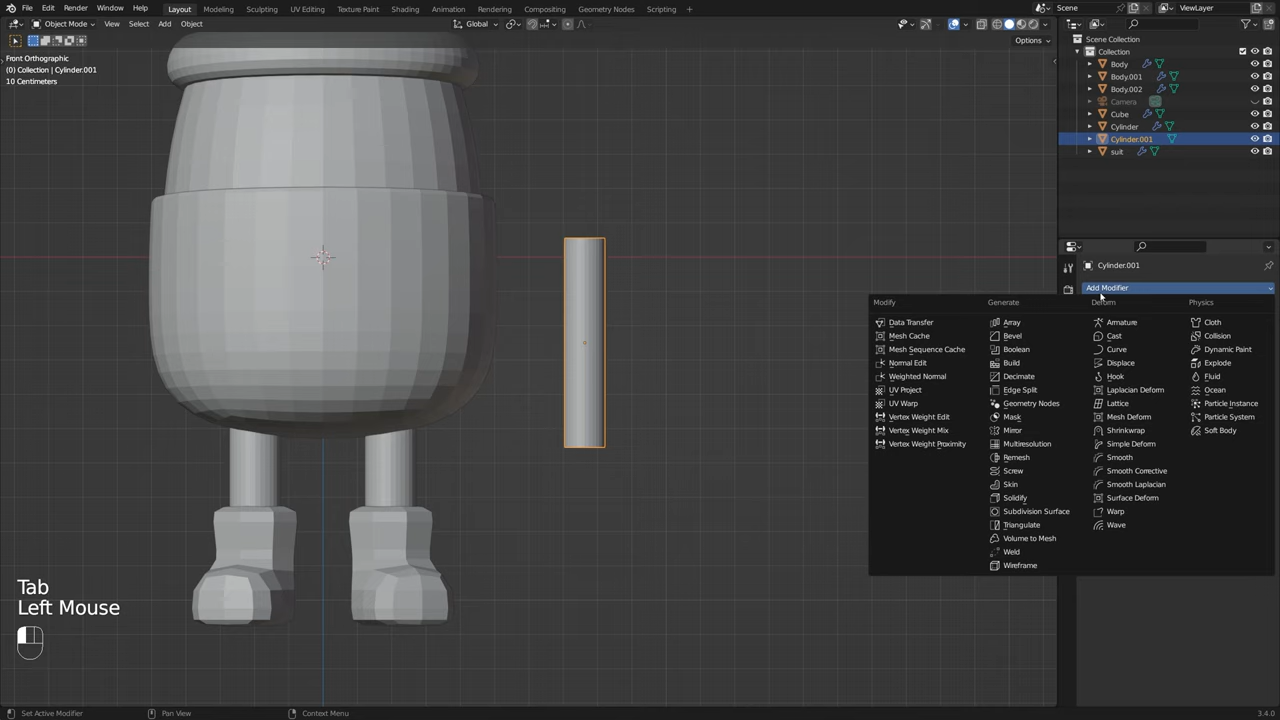 File Edit Render Window Help Layout Modeling Sculpting UV Editing Texture Paint Shading Animation Rendering Compositing Geometry Nodes Scripting Scene ViewLayer
Object Mode View Select Add Object Global
Options
Front Orthographic
(0) Collection | Cylinder.001
10 Centimeters
Scene Collection
Collection
Body
Body.001
Body.002
Camera
Cube
Cylinder
Cylinder.001
suit
Cylinder.001
Add Modifier
Modify
Data Transfer
Mesh Cache
Mesh Sequence Cache
Normal Edit
Weighted Normal
UV Project
UV Warp
Vertex Weight Edit
Vertex Weight Mix
Vertex Weight Proximity
Generate
Array
Bevel
Boolean
Build
Decimate
Edge Split
Geometry Nodes
Mask
Mirror
Multiresolution
Remesh
Screw
Skin
Solidify
Subdivision Surface
Triangulate
Volume to Mesh
Weld
Wireframe
Deform
Armature
Cast
Curve
Displace
Hook
Laplacian Deform
Lattice
Mesh Deform
Shrinkwrap
Simple Deform
Smooth
Smooth Corrective
Smooth Laplacian
Surface Deform
Warp
Wave
Physics
Cloth
Collision
Dynamic Paint
Explode
Fluid
Ocean
Particle Instance
Particle System
Soft Body
Tab
Left Mouse
Set Active Modifier Pan View Context Menu 3.4.0